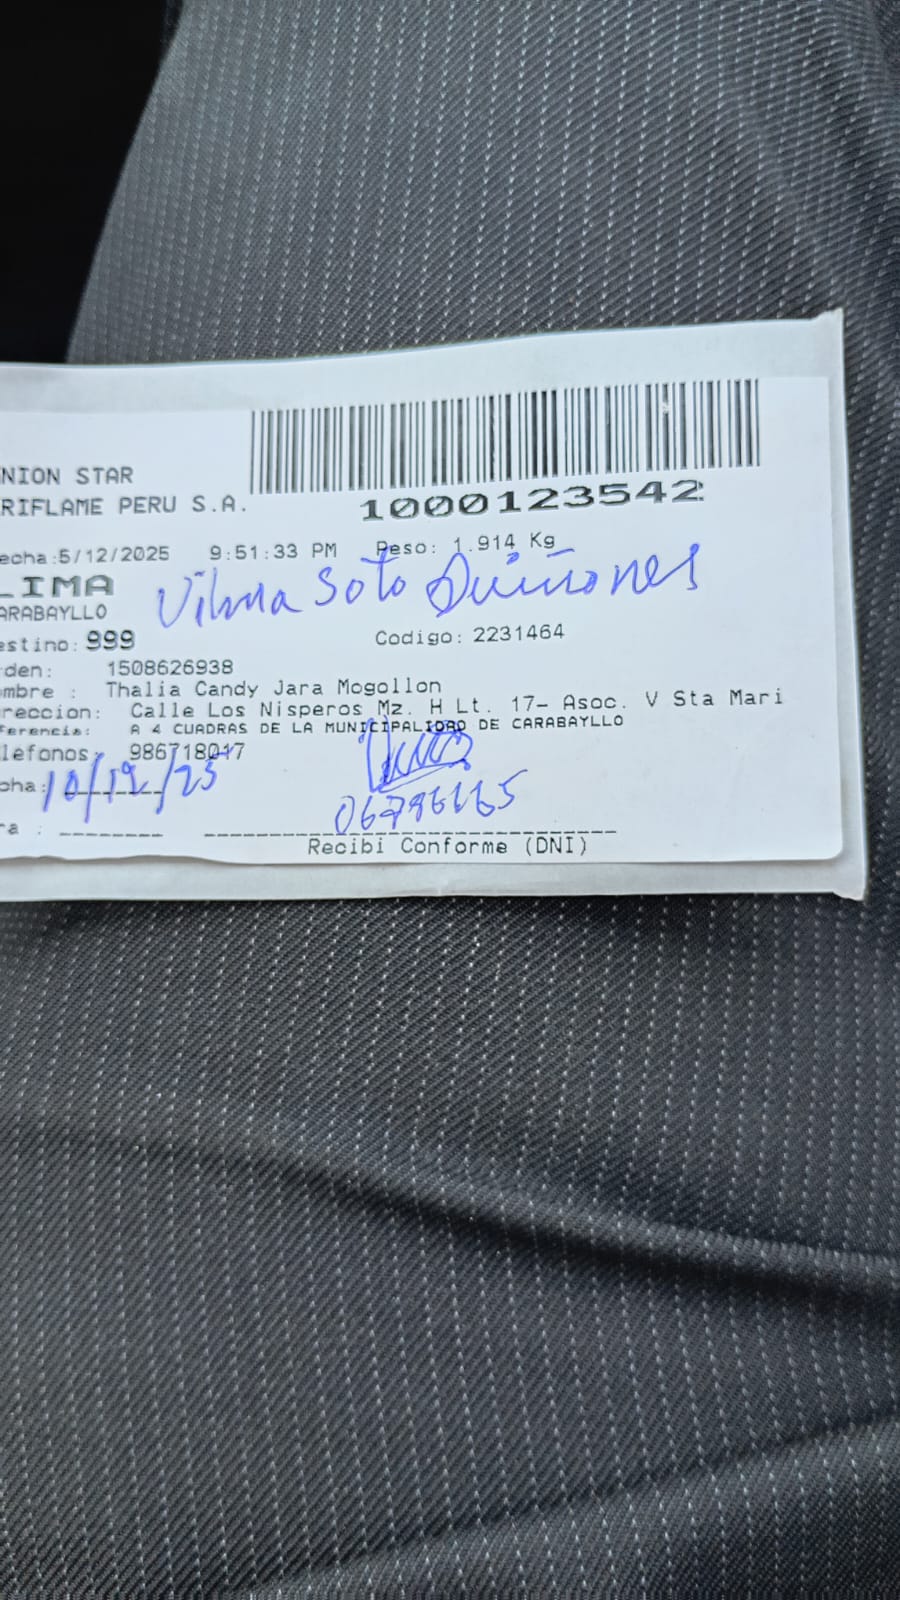 NION STAR
RIFLAME PERU S.A.
1000123542
echa:5/12/2025 9:51:33 PM Peso: 1.914 Kg
LIMA
ARABAYLLO
Vilma Soto Quiñones
estino: 999 Codigo: 2231464
rden: 1508626938
mbre : Thalia Candy Jara Mogollon
reccion: Calle Los Nisperos Mz. H Lt. 17- Asoc. V Sta Mari
ferencia: A 4 CUADRAS DE LA MUNICIPALIDAD DE CARABAYLLO
léfonos: 986718017
cha: 10/12/25
06796165
ra :
Recibi Conforme (DNI)